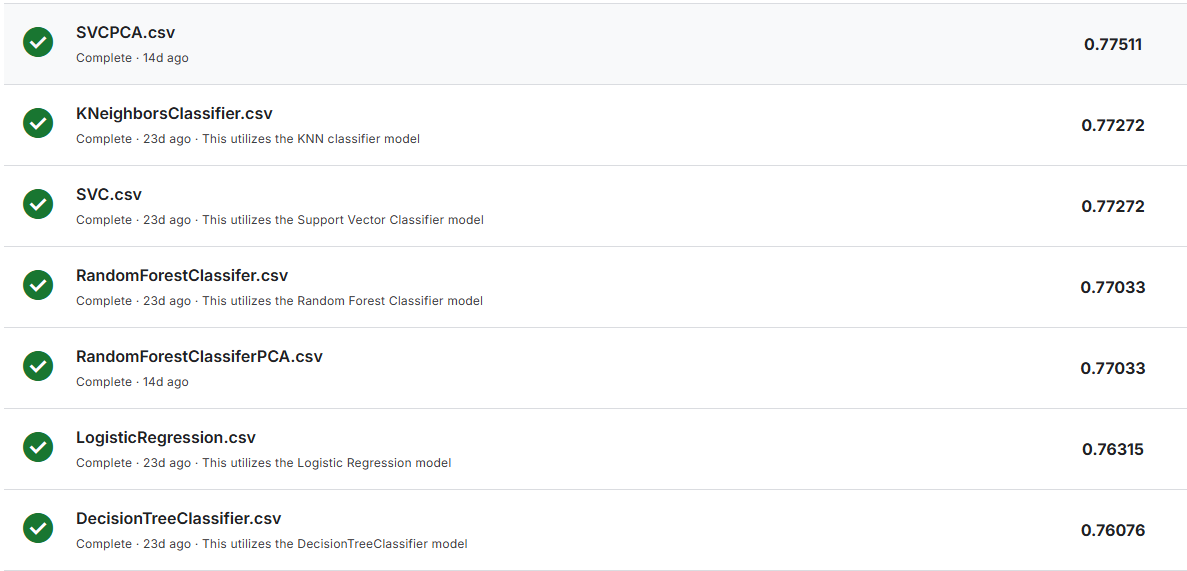 SVCPCA.csv
Complete · 14d ago
0.77511
KNeighborsClassifier.csv
Complete · 23d ago · This utilizes the KNN classifier model
0.77272
SVC.csv
Complete · 23d ago · This utilizes the Support Vector Classifier model
0.77272
RandomForestClassifer.csv
Complete · 23d ago · This utilizes the Random Forest Classifier model
0.77033
RandomForestClassiferPCA.csv
Complete · 14d ago
0.77033
LogisticRegression.csv
Complete · 23d ago · This utilizes the Logistic Regression model
0.76315
DecisionTreeClassifier.csv
Complete · 23d ago · This utilizes the DecisionTreeClassifier model
0.76076